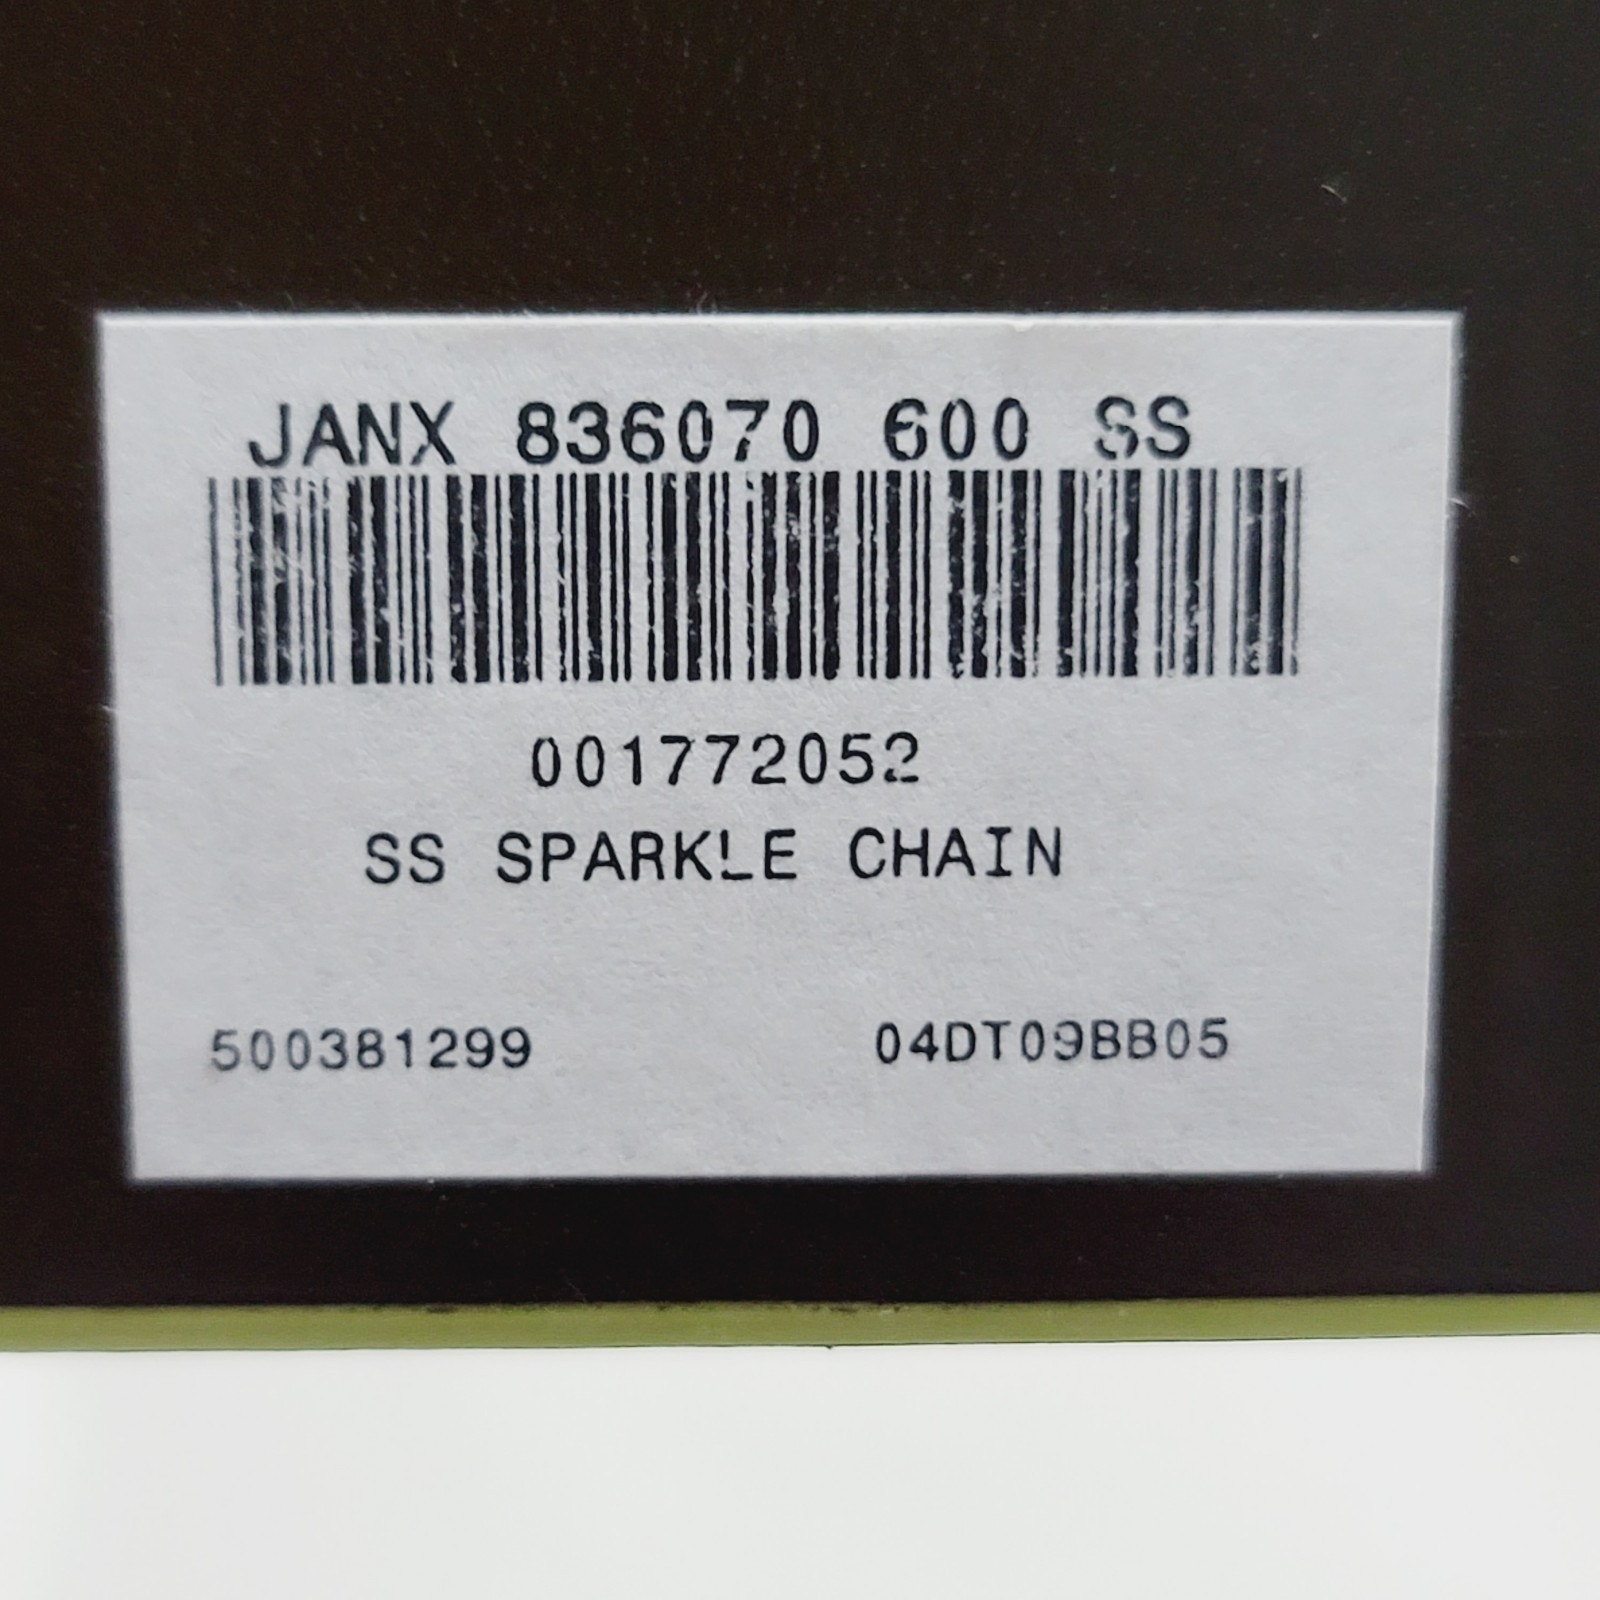 JANX 836070 600 SS
001772052
SS SPARKLE CHAIN
500381299 04DT09BB05